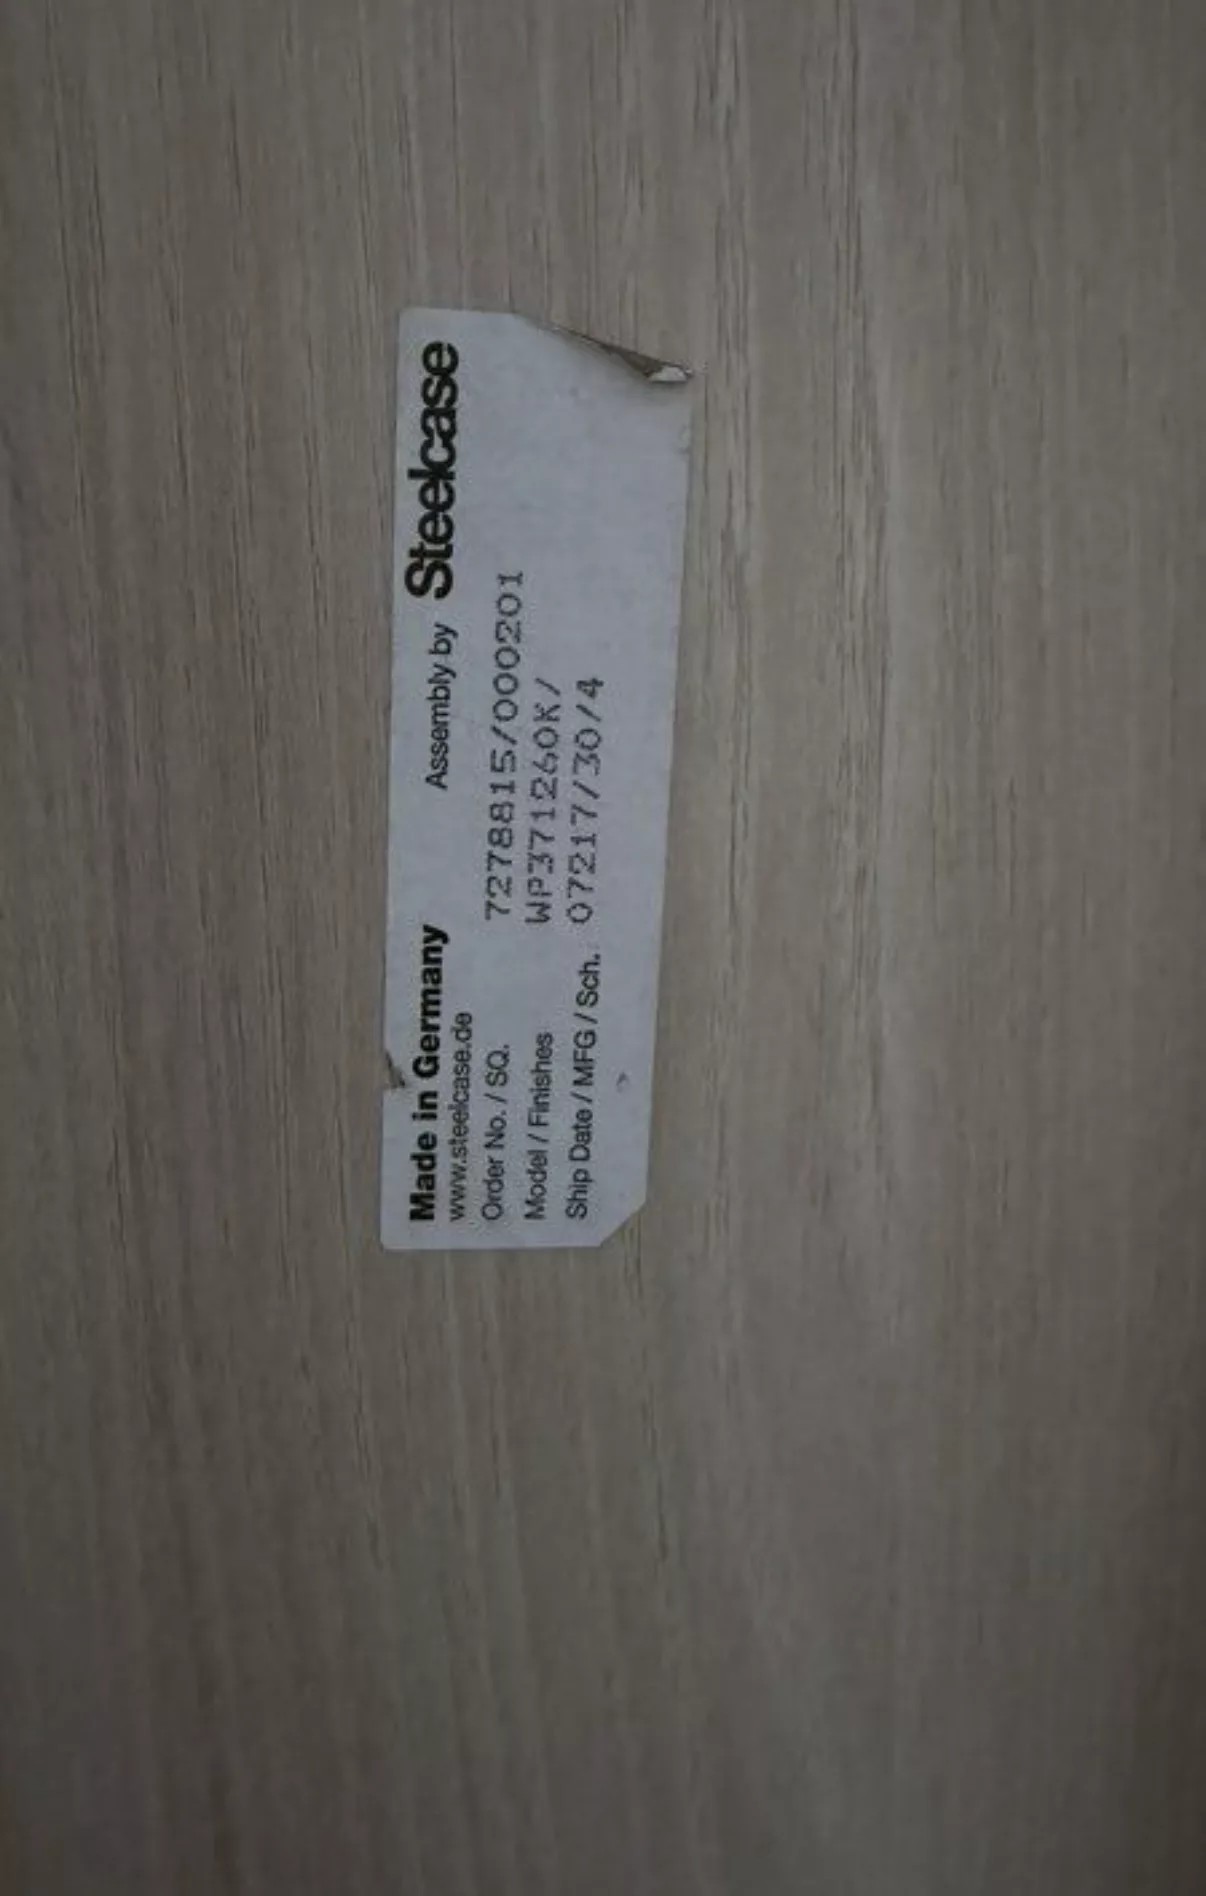 Made in Germany Assembly by Steelcase
www.steelcase.de
Order No. / SQ. 7278815/000201
Model / Finishes WP371260K/
Ship Date / MFG / Sch. 07217/30/4